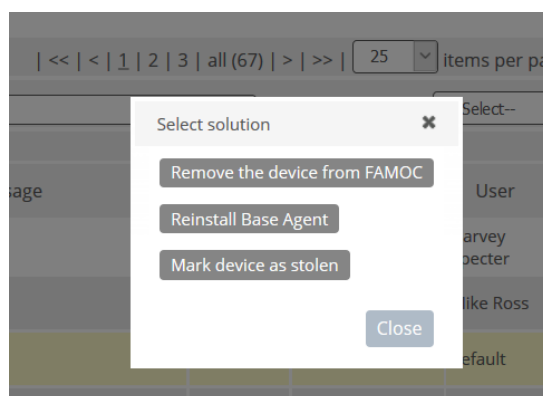 | << | < | 1 | 2 | 3 | all (67) | > | >> | 25 items per pa
Select--
Select solution ✖
Remove the device from FAMOC
sage User
Reinstall Base Agent
arvey
pecter
Mark device as stolen
ike Ross
Close
efault